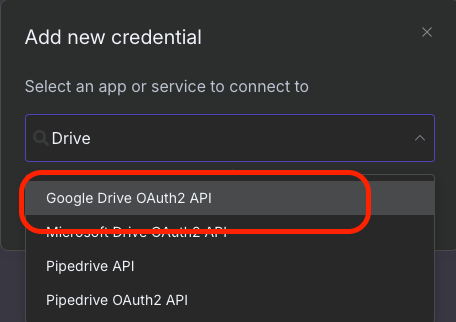 Add new credential
Select an app or service to connect to
Drive
Google Drive OAuth2 API
Microsoft Drive OAuth2 API
Pipedrive API
Pipedrive OAuth2 API